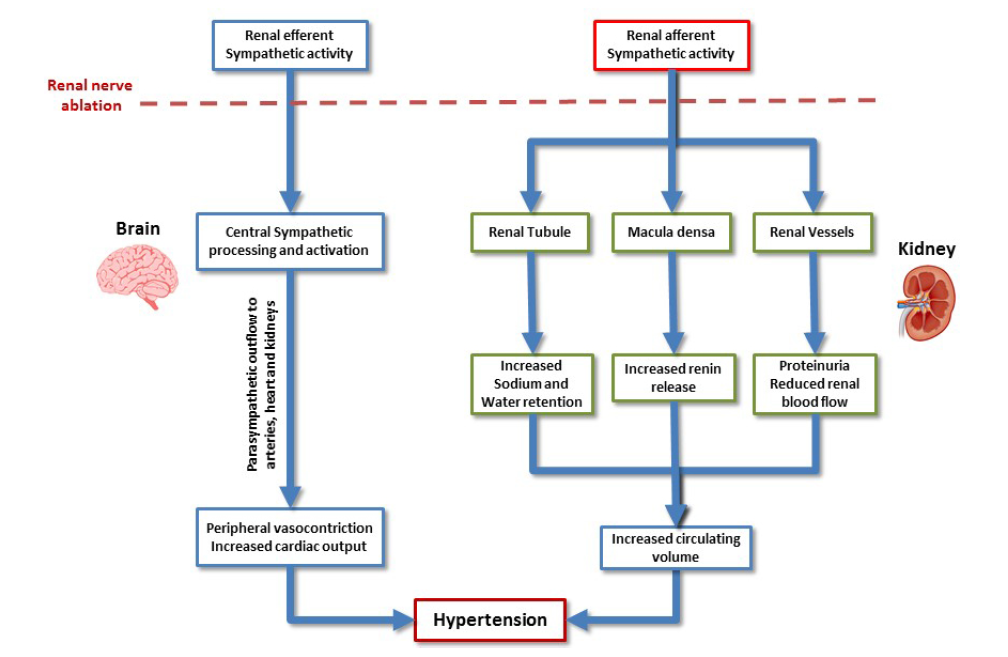 Renal efferent
Sympathetic activity
Renal afferent
Sympathetic activity
Renal nerve
ablation
Brain
Central Sympathetic
processing and activation
Renal Tubule
Macula densa
Renal Vessels
Kidney
Parasympathetic outflow to
arteries, heart and kidneys
Increased
Sodium and
Water retention
Increased renin
release
Proteinuria
Reduced renal
blood flow
Peripheral vasocontriction
Increased cardiac output
Increased circulating
volume
Hypertension